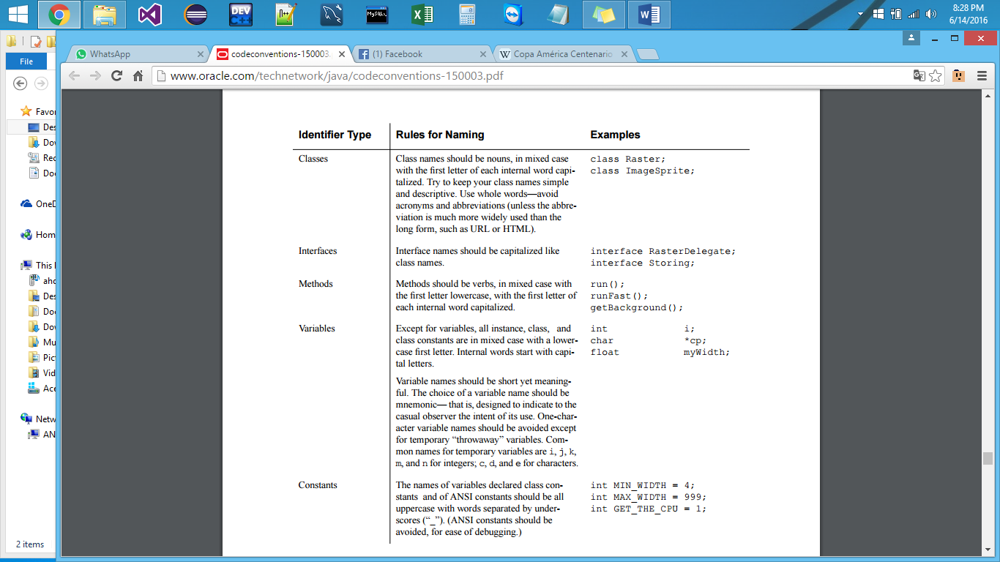 8:28 PM
6/14/2016
DEV
C++
MySQL
File
WhatsApp
codeconventions-150003.
(1) Facebook
Copa América Centenario
www.oracle.com/technetwork/java/codeconventions-150003.pdf
Favor
Des
Dow
Rec
Doc
OneD
Home
This
aho
Des
Doc
Dow
Mu
Pict
Vid
Ace
Netw
AN
2 items
Identifier Type Rules for Naming Examples
Classes Class names should be nouns, in mixed case class Raster;
with the first letter of each internal word capi- class ImageSprite;
talized. Try to keep your class names simple
and descriptive. Use whole words—avoid
acronyms and abbreviations (unless the abbre-
viation is much more widely used than the
long form, such as URL or HTML).
Interfaces Interface names should be capitalized like interface RasterDelegate;
class names. interface Storing;
Methods Methods should be verbs, in mixed case with run();
the first letter lowercase, with the first letter of runFast();
each internal word capitalized. getBackground();
Variables Except for variables, all instance, class, and int i;
class constants are in mixed case with a lower- char *cp;
case first letter. Internal words start with capi- float myWidth;
tal letters.
Variable names should be short yet meaning-
ful. The choice of a variable name should be
mnemonic— that is, designed to indicate to the
casual observer the intent of its use. One-char-
acter variable names should be avoided except
for temporary “throwaway” variables. Com-
mon names for temporary variables are i, j, k,
m, and n for integers; c, d, and e for characters.
Constants The names of variables declared class con- int MIN_WIDTH = 4;
stants and of ANSI constants should be all int MAX_WIDTH = 999;
uppercase with words separated by under- int GET_THE_CPU = 1;
scores (“_”). (ANSI constants should be
avoided, for ease of debugging.)